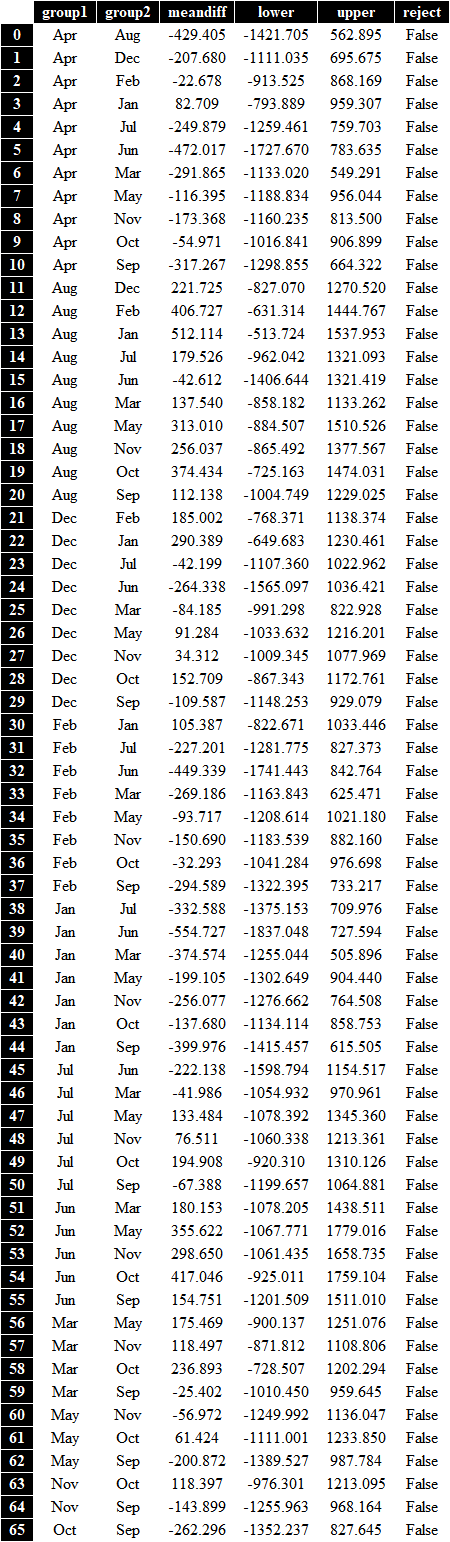 group1 group2 meandiff lower upper reject
0 Apr Aug -429.405 -1421.705 562.895 False
1 Apr Dec -207.680 -1111.035 695.675 False
2 Apr Feb -22.678 -913.525 868.169 False
3 Apr Jan 82.709 -793.889 959.307 False
4 Apr Jul -249.879 -1259.461 759.703 False
5 Apr Jun -472.017 -1727.670 783.635 False
6 Apr Mar -291.865 -1133.020 549.291 False
7 Apr May -116.395 -1188.834 956.044 False
8 Apr Nov -173.368 -1160.235 813.500 False
9 Apr Oct -54.971 -1016.841 906.899 False
10 Apr Sep -317.267 -1298.855 664.322 False
11 Aug Dec 221.725 -827.070 1270.520 False
12 Aug Feb 406.727 -631.314 1444.767 False
13 Aug Jan 512.114 -513.724 1537.953 False
14 Aug Jul 179.526 -962.042 1321.093 False
15 Aug Jun -42.612 -1406.644 1321.419 False
16 Aug Mar 137.540 -858.182 1133.262 False
17 Aug May 313.010 -884.507 1510.526 False
18 Aug Nov 256.037 -865.492 1377.567 False
19 Aug Oct 374.434 -725.163 1474.031 False
20 Aug Sep 112.138 -1004.749 1229.025 False
21 Dec Feb 185.002 -768.371 1138.374 False
22 Dec Jan 290.389 -649.683 1230.461 False
23 Dec Jul -42.199 -1107.360 1022.962 False
24 Dec Jun -264.338 -1565.097 1036.421 False
25 Dec Mar -84.185 -991.298 822.928 False
26 Dec May 91.284 -1033.632 1216.201 False
27 Dec Nov 34.312 -1009.345 1077.969 False
28 Dec Oct 152.709 -867.343 1172.761 False
29 Dec Sep -109.587 -1148.253 929.079 False
30 Feb Jan 105.387 -822.671 1033.446 False
31 Feb Jul -227.201 -1281.775 827.373 False
32 Feb Jun -449.339 -1741.443 842.764 False
33 Feb Mar -269.186 -1163.843 625.471 False
34 Feb May -93.717 -1208.614 1021.180 False
35 Feb Nov -150.690 -1183.539 882.160 False
36 Feb Oct -32.293 -1041.284 976.698 False
37 Feb Sep -294.589 -1322.395 733.217 False
38 Jan Jul -332.588 -1375.153 709.976 False
39 Jan Jun -554.727 -1837.048 727.594 False
40 Jan Mar -374.574 -1255.044 505.896 False
41 Jan May -199.105 -1302.649 904.440 False
42 Jan Nov -256.077 -1276.662 764.508 False
43 Jan Oct -137.680 -1134.114 858.753 False
44 Jan Sep -399.976 -1415.457 615.505 False
45 Jul Jun -222.138 -1598.794 1154.517 False
46 Jul Mar -41.986 -1054.932 970.961 False
47 Jul May 133.484 -1078.392 1345.360 False
48 Jul Nov 76.511 -1060.338 1213.361 False
49 Jul Oct 194.908 -920.310 1310.126 False
50 Jul Sep -67.388 -1199.657 1064.881 False
51 Jun Mar 180.153 -1078.205 1438.511 False
52 Jun May 355.622 -1067.771 1779.016 False
53 Jun Nov 298.650 -1061.435 1658.735 False
54 Jun Oct 417.046 -925.011 1759.104 False
55 Jun Sep 154.751 -1201.509 1511.010 False
56 Mar May 175.469 -900.137 1251.076 False
57 Mar Nov 118.497 -871.812 1108.806 False
58 Mar Oct 236.893 -728.507 1202.294 False
59 Mar Sep -25.402 -1010.450 959.645 False
60 May Nov -56.972 -1249.992 1136.047 False
61 May Oct 61.424 -1111.001 1233.850 False
62 May Sep -200.872 -1389.527 987.784 False
63 Nov Oct 118.397 -976.301 1213.095 False
64 Nov Sep -143.899 -1255.963 968.164 False
65 Oct Sep -262.296 -1352.237 827.645 False